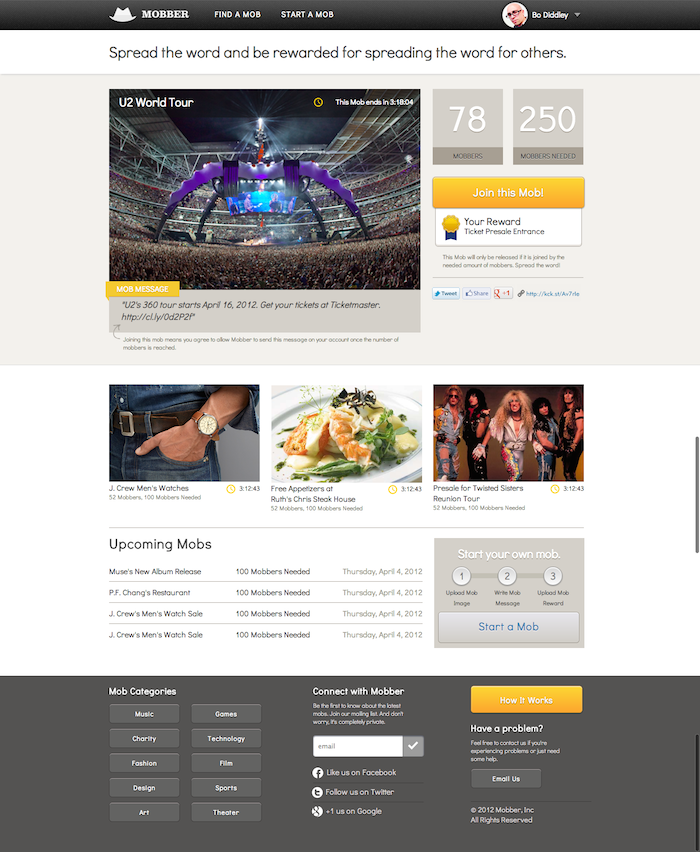 MOBBER
FIND A MOB
START A MOB
Bo Diddley
Spread the word and be rewarded for spreading the word for others.
U2 World Tour
This Mob ends in 3:18:04
78
MOBBERS
250
MOBBERS NEEDED
Join this Mob!
Your Reward
Ticket Presale Entrance
This Mob will only be released if it is joined by the
needed amount of mobbers. Spread the word!
Tweet
Share
+1
http://kck.st/Av7rla
MOB MESSAGE
"U2's 360 tour starts April 16, 2012. Get your tickets at Ticketmaster.
http://cl.ly/0d2P2f"
Joining this mob means you agree to allow Mobber to send this message on your account once the number of
mobbers is reached.
J. Crew Men's Watches
3:12:43
52 Mobbers, 100 Mobbers Needed
Free Appetizers at
Ruth's Chris Steak House
3:12:43
52 Mobbers, 100 Mobbers Needed
Presale for Twisted Sisters
Reunion Tour
3:12:43
52 Mobbers, 100 Mobbers Needed
Upcoming Mobs
Muse's New Album Release 100 Mobbers Needed Thursday, April 4, 2012
P.F. Chang's Restaurant 100 Mobbers Needed Thursday, April 4, 2012
J. Crew's Men's Watch Sale 100 Mobbers Needed Thursday, April 4, 2012
J. Crew's Men's Watch Sale 100 Mobbers Needed Thursday, April 4, 2012
Start your own mob.
1 2 3
Upload Mob
Image
Write Mob
Message
Upload Mob
Reward
Start a Mob
Mob Categories
Music
Games
Charity
Technology
Fashion
Film
Design
Sports
Art
Theater
Connect with Mobber
Be the first to know about the latest
mobs. Join our mailing list. And don't
worry, it's completely private.
email
Like us on Facebook
Follow us on Twitter
+1 us on Google
How it Works
Have a problem?
Feel free to contact us if you're
experiencing problems or just need
some help.
Email Us
© 2012 Mobber, Inc
All Rights Reserved